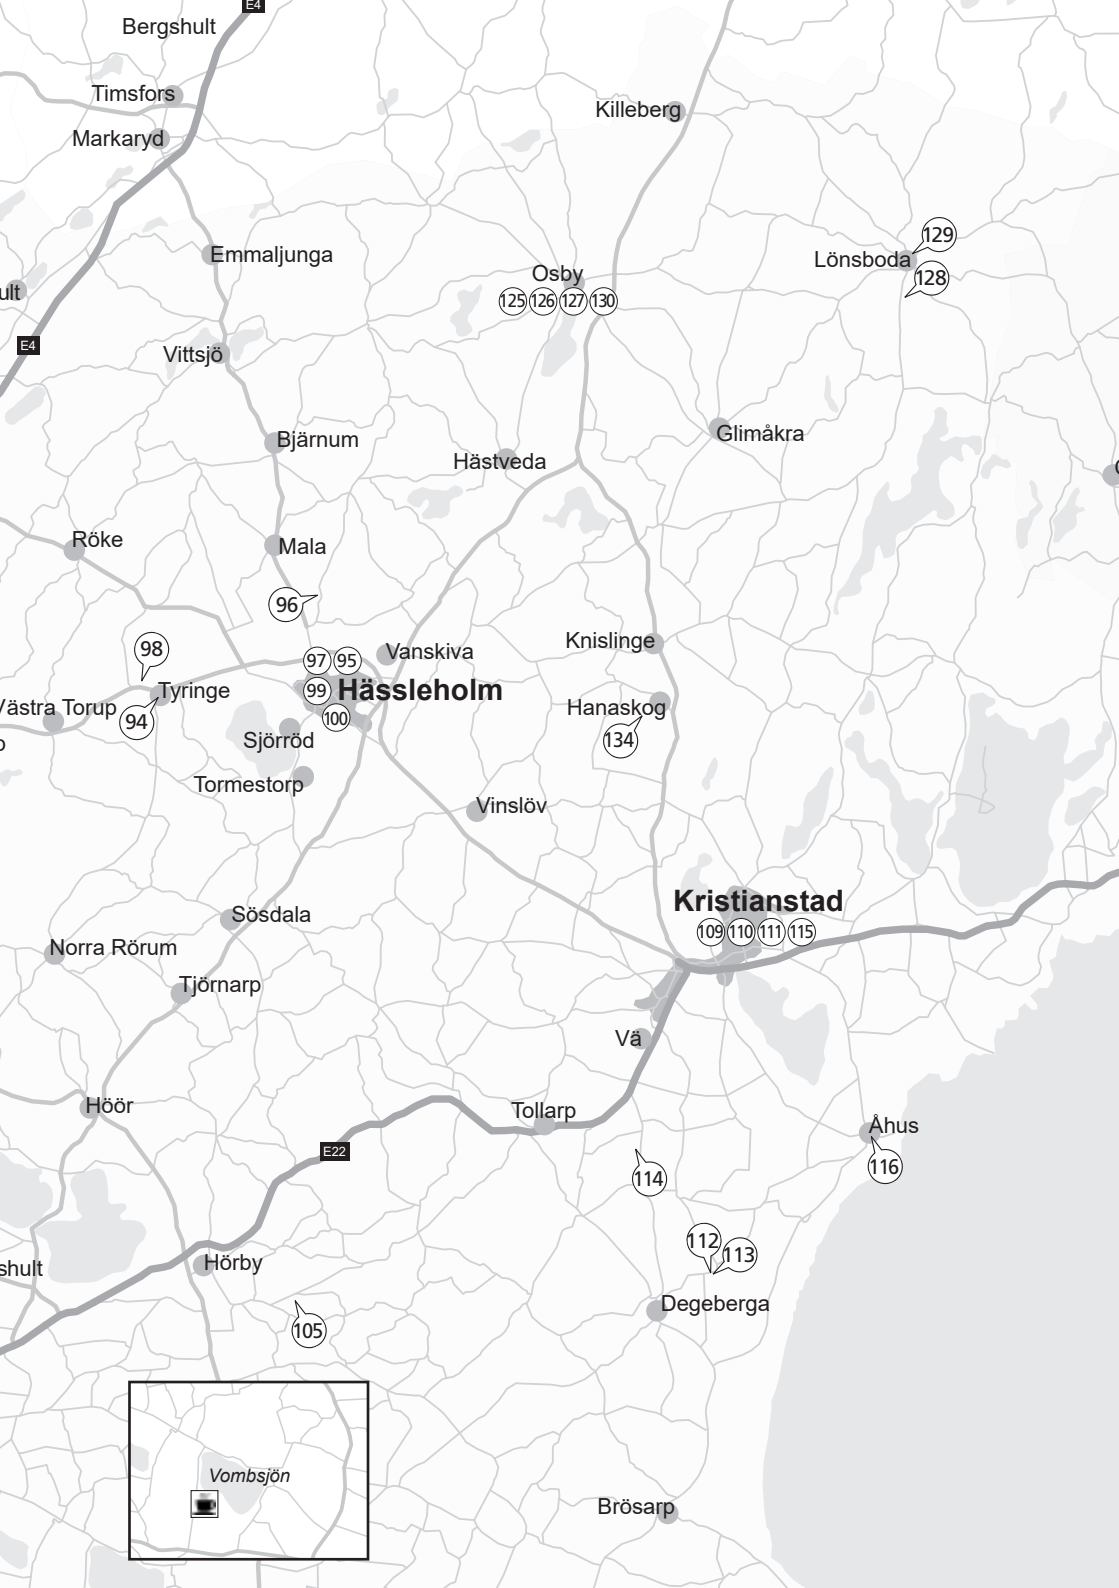 E4
Bergshult
Timsfors
Killeberg
Markaryd
129
Emmaljunga
Lönsboda
Osby
128
ult
125 126 127 130
E4
Vittsjö
Glimåkra
Bjärnum
Hästveda
Röke
Mala
96
98
Knislinge
Vanskiva
97 95
Tyringe
99 Hässleholm
Västra Torup
Hanaskog
94
100
Sjörröd
134
Tormestorp
Vinslöv
Kristianstad
Sösdala
109 110 111 115
Norra Rörum
Tjörnarp
Vä
Höör
Tollarp
Åhus
E22
116
114
112
113
Hörby
shult
Degeberga
105
Vombsjön
Brösarp